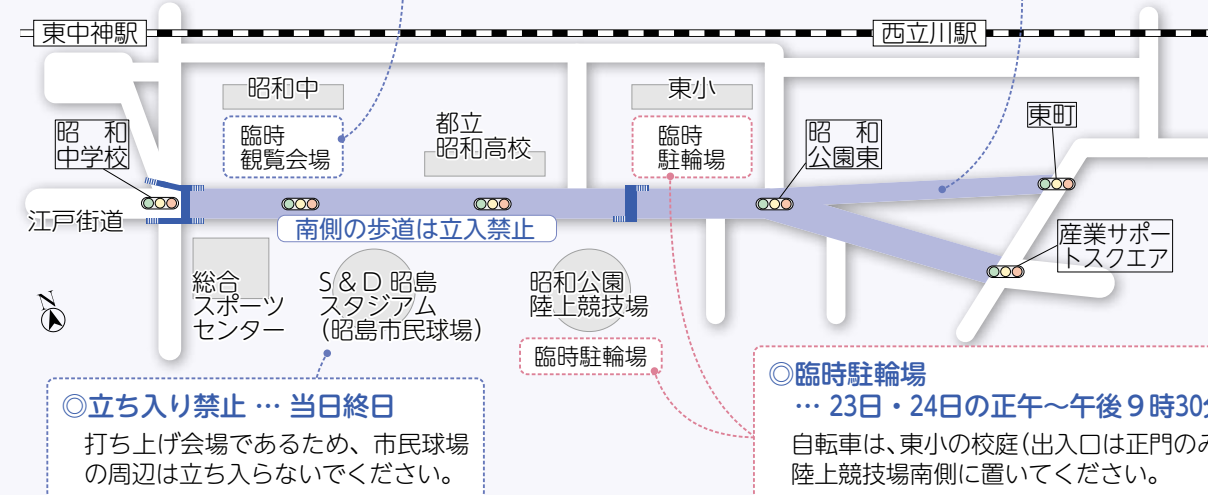 東中神駅
西立川駅
昭和中
東小
昭 和
中学校
臨時
観覧会場
都立
昭和高校
臨時
駐輪場
昭 和
公園東
東町
江戸街道
南側の歩道は立入禁止
産業サポー
トスクエア
総合
スポーツ
センター
S&D昭島
スタジアム
(昭島市民球場)
昭和公園
陸上競技場
N
臨時駐輪場
◎立ち入り禁止 … 当日終日
打ち上げ会場であるため、市民球場
の周辺は立ち入らないでください。
◎臨時駐輪場
… 23日・24日の正午～午後9時30分
自転車は、東小の校庭(出入口は正門のみ
陸上競技場南側に置いてください。